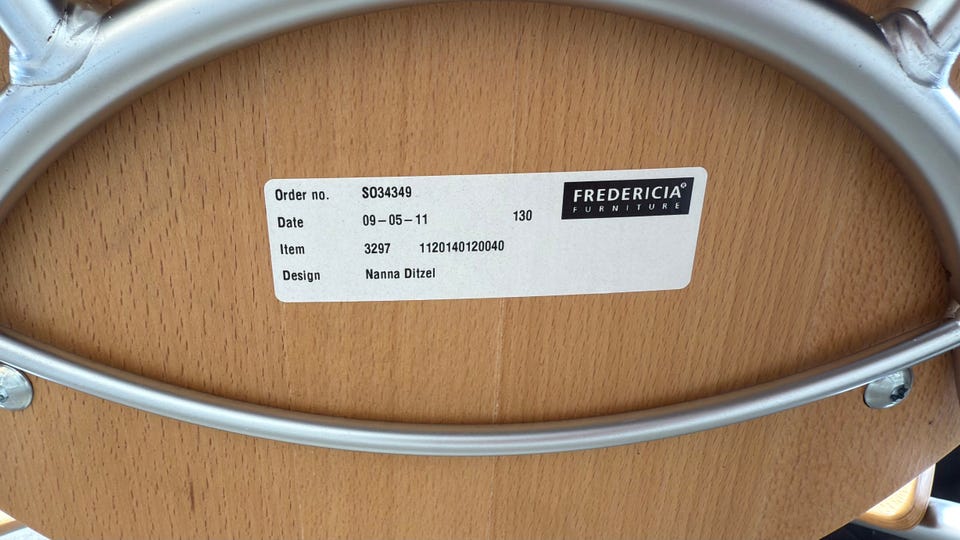 Order no. SO34349
FREDERICIA®
FURNITURE
Date 09-05-11 130
Item 3297 1120140120040
Design Nanna Ditzel